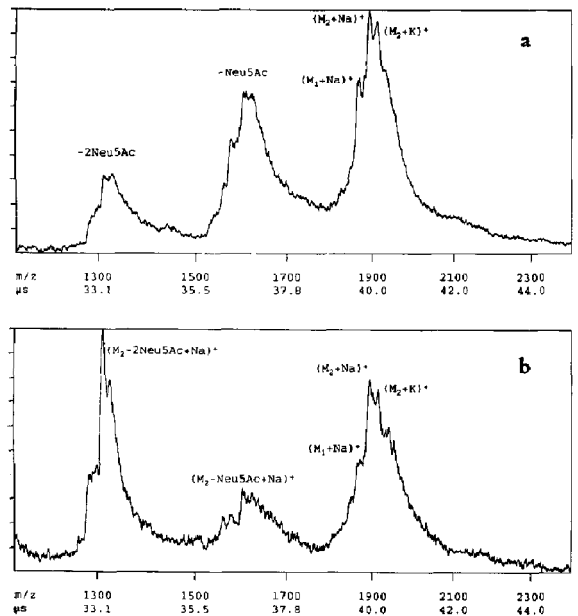 a
(M₂+Na)⁺
(M₂+K)⁺
(M₁+Na)⁺
-Neu5Ac
-2Neu5Ac
m/z 1300 1500 1700 1900 2100 2300
μs 33.1 35.5 37.8 40.0 42.0 44.0
b
(M₂-2Neu5Ac+Na)⁺
(M₂+Na)⁺
(M₂+K)⁺
(M₁+Na)⁺
(M₂-Neu5Ac+Na)⁺
m/z 1300 1500 1700 1900 2100 2300
μs 33.1 35.5 37.8 40.0 42.0 44.0